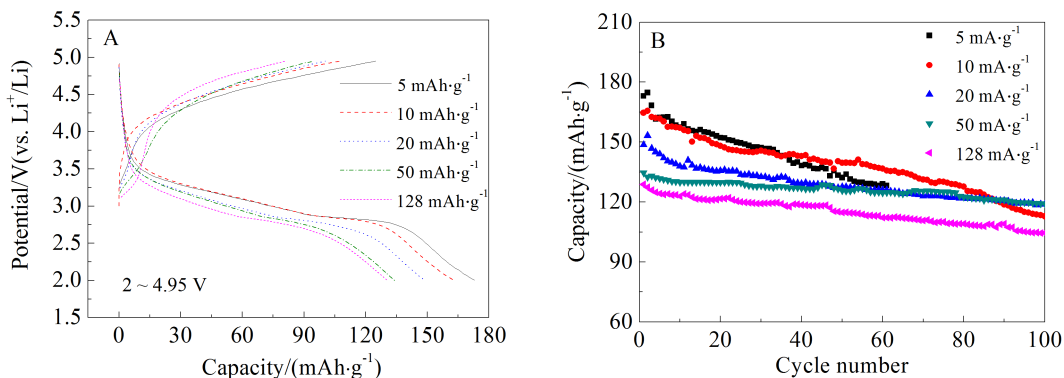 A
5 mAh·g⁻¹
10 mAh·g⁻¹
20 mAh·g⁻¹
50 mAh·g⁻¹
128 mAh·g⁻¹
2 ~ 4.95 V
5.5
5.0
4.5
4.0
3.5
3.0
2.5
2.0
1.5
Potential/V(vs. Li⁺/Li)
0 30 60 90 120 150 180
Capacity/(mAh·g⁻¹)
B
5 mA·g⁻¹
10 mA·g⁻¹
20 mA·g⁻¹
50 mA·g⁻¹
128 mA·g⁻¹
210
180
150
120
90
60
Capacity/(mAh·g⁻¹)
0 20 40 60 80 100
Cycle number